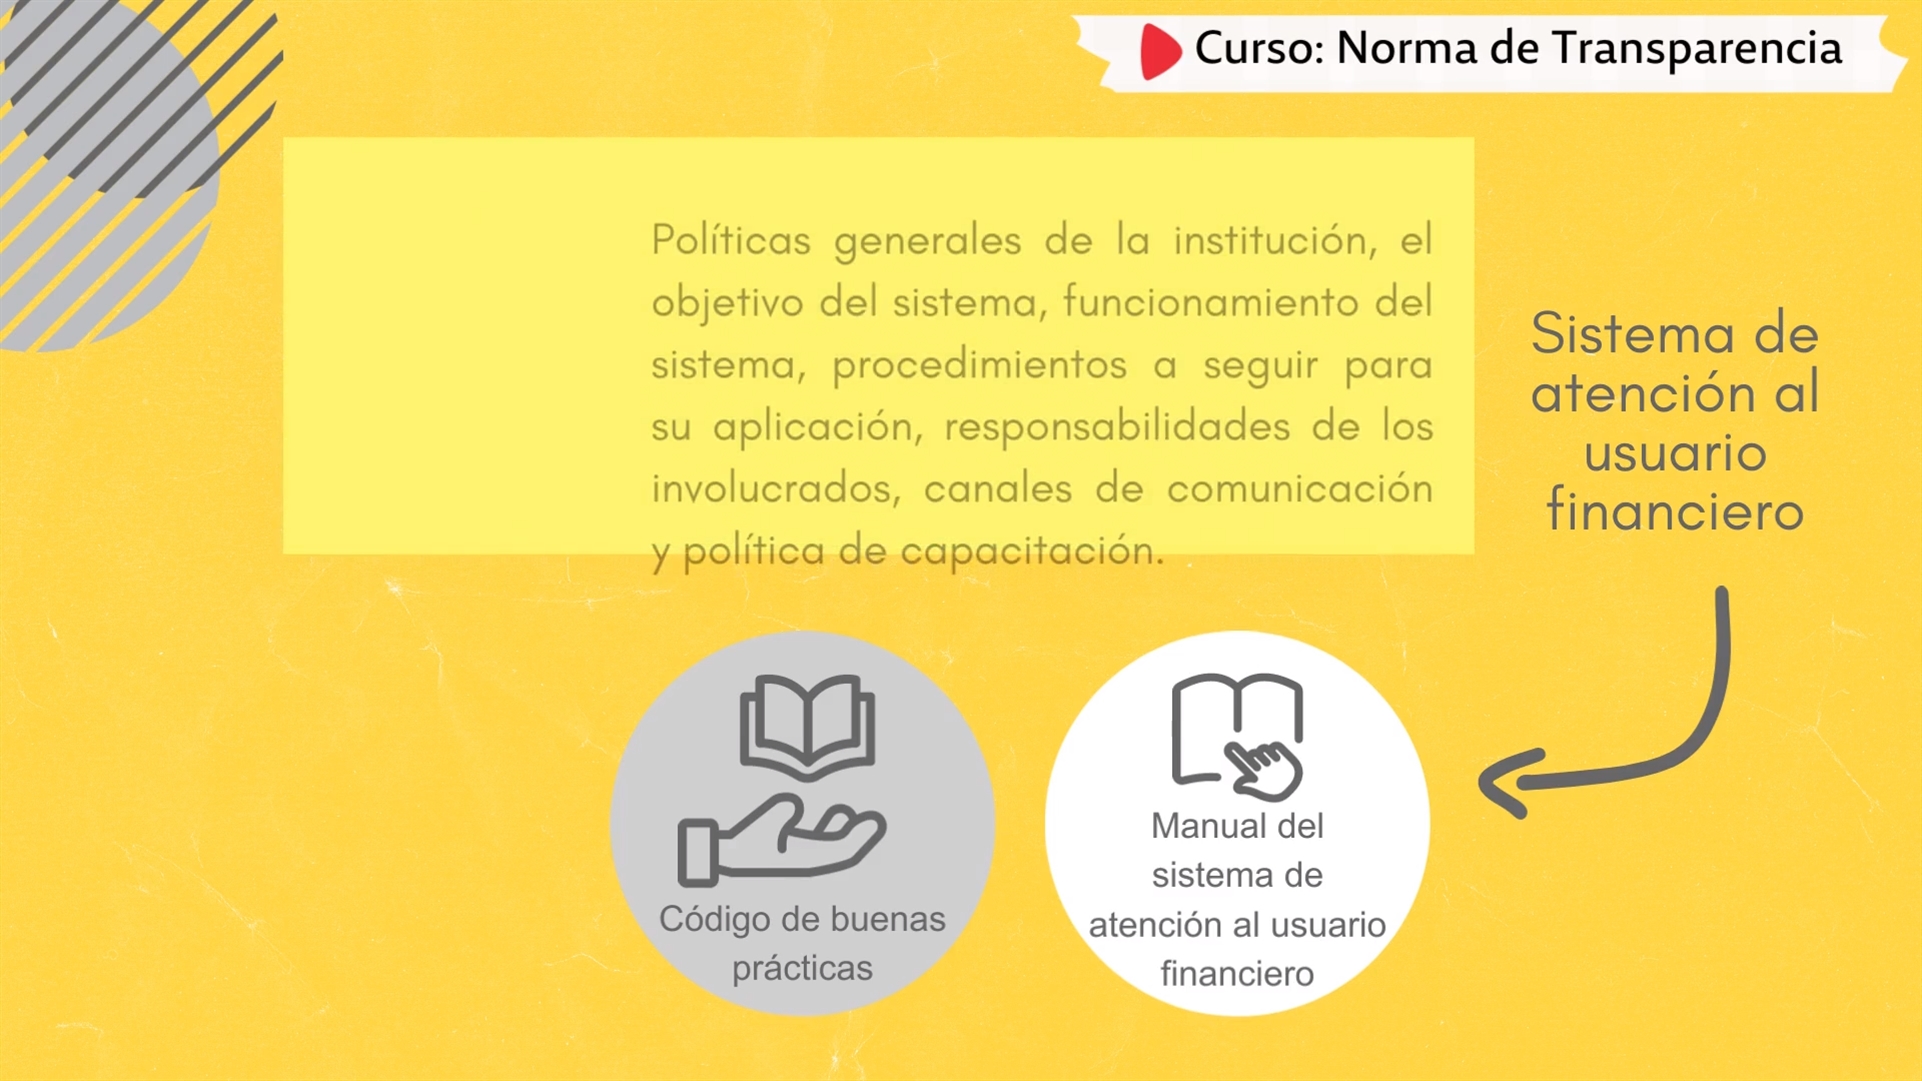 Curso: Norma de Transparencia
Políticas generales de la institución, el
objetivo del sistema, funcionamiento del
sistema, procedimientos a seguir para
su aplicación, responsabilidades de los
involucrados, canales de comunicación
y política de capacitación.
Sistema de
atención al
usuario
financiero
Código de buenas
prácticas
Manual del
sistema de
atención al usuario
financiero